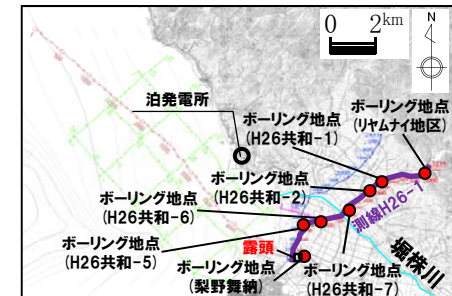 0 2km
N
泊発電所
ボーリング地点
(リヤムナイ地区)
ボーリング地点
(H26共和-1)
ボーリング地点
(H26共和-2)
ボーリング地点
(H26共和-6)
測線H26-1
ボーリング地点
(H26共和-5)
露頭
ボーリング地点
(梨野舞納)
ボーリング地点
(H26共和-7)
堀株川